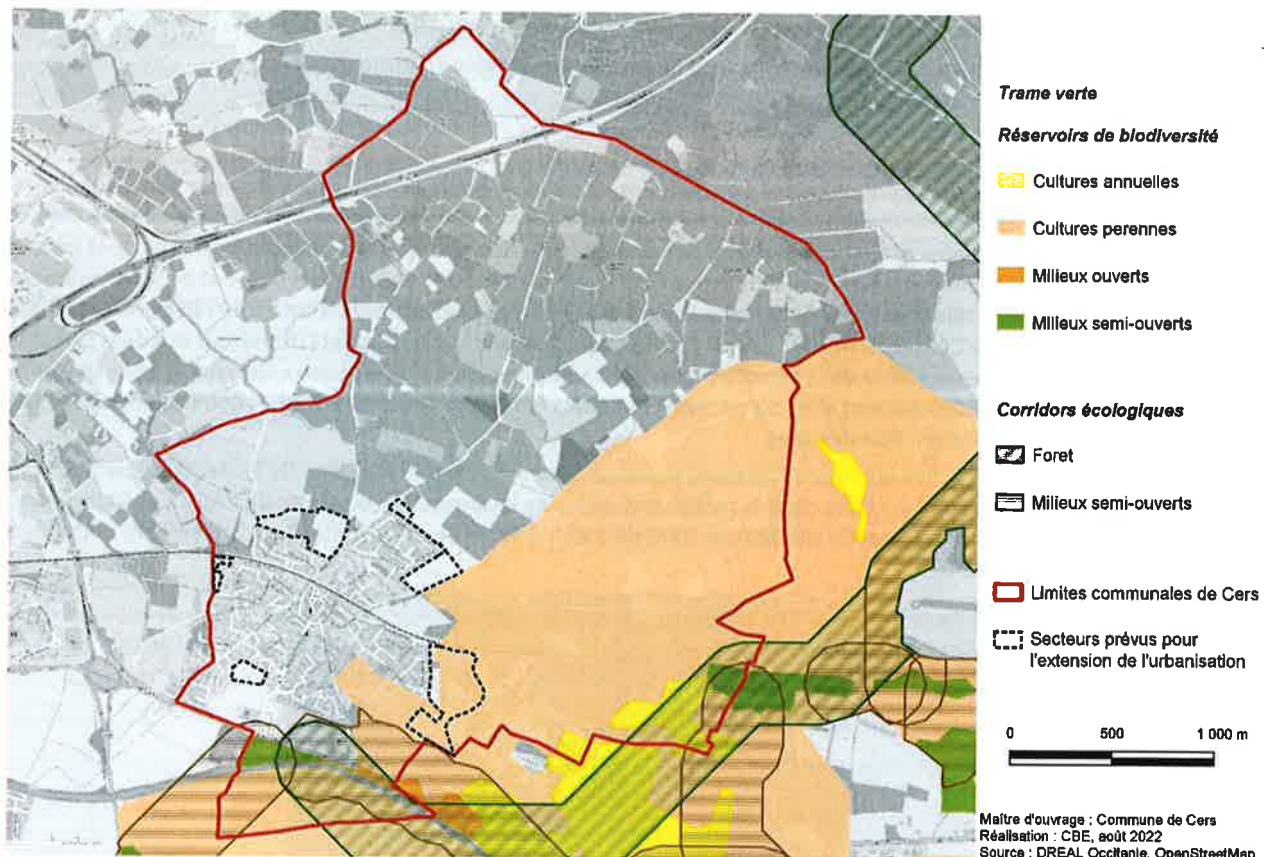 Trame verte
Réservoirs de biodiversité
Cultures annuelles
Cultures perennes
Milieux ouverts
Milieux semi-ouverts
Corridors écologiques
Foret
Milieux semi-ouverts
Limites communales de Cers
Secteurs prévus pour
l'extension de l'urbanisation
0 500 1 000 m
Maître d'ouvrage : Commune de Cers
Réalisation : CBE, août 2022
Source : DREAL Occitanie, OpenStreetMap